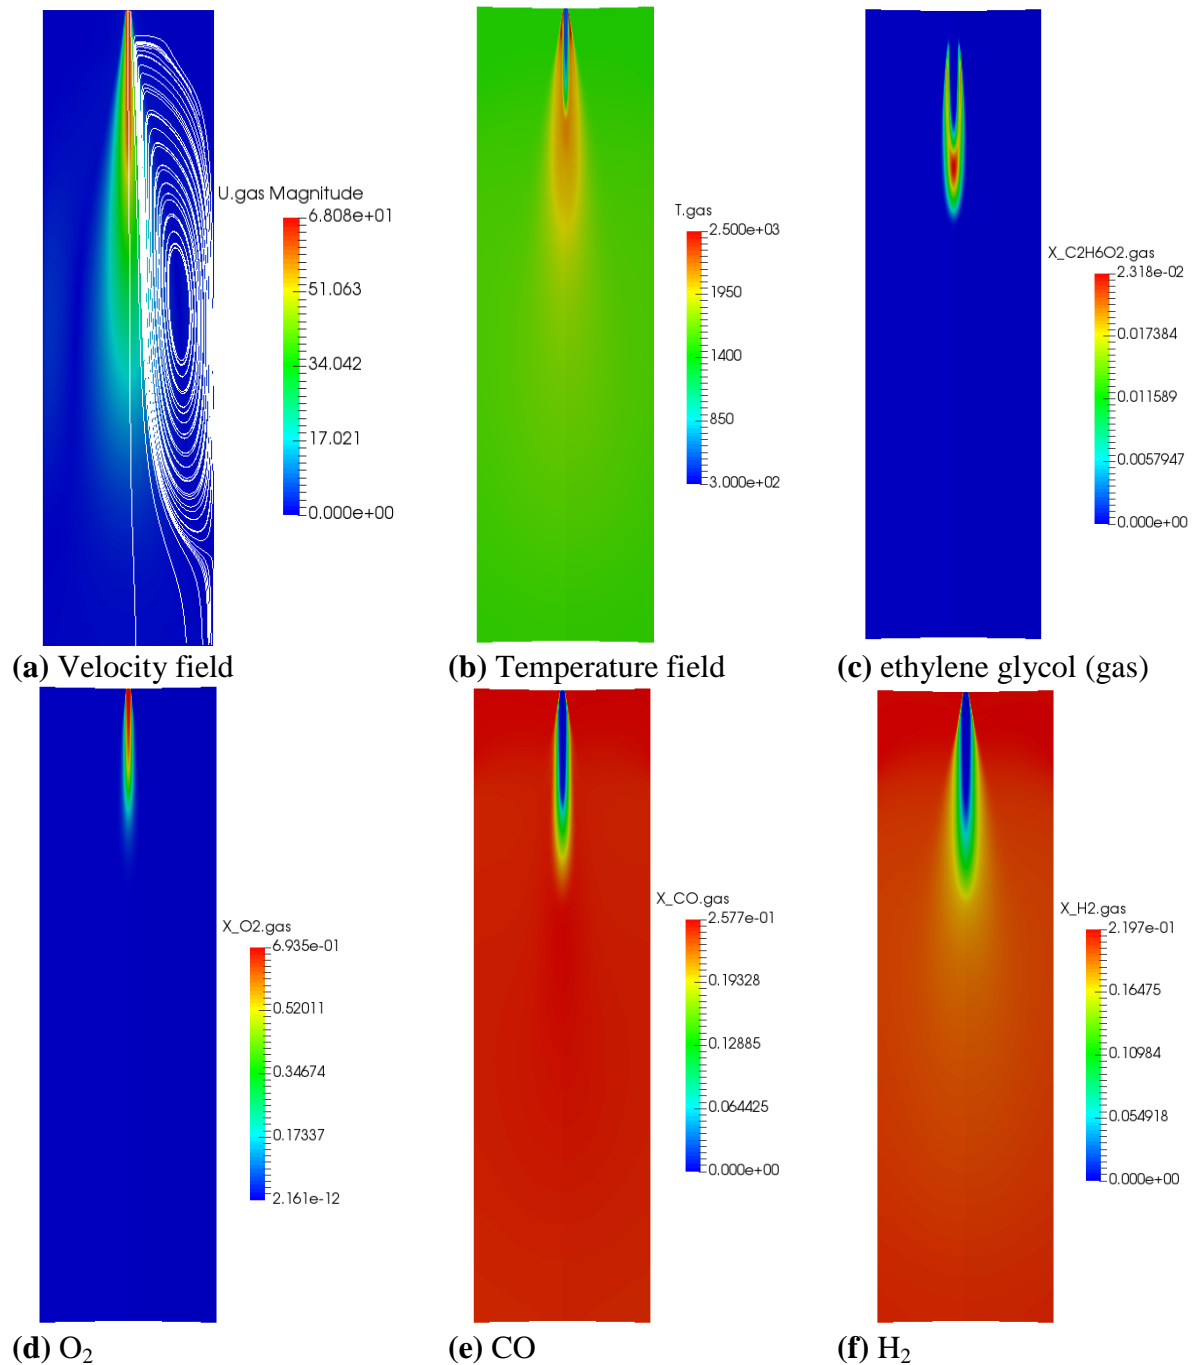 U.gas Magnitude
6.808e+01
51.063
34.042
17.021
0.000e+00
(a) Velocity field
T.gas
2.500e+03
1950
1400
850
3.000e+02
(b) Temperature field
X_C2H6O2.gas
2.318e-02
0.017384
0.011589
0.0057947
0.000e+00
(c) ethylene glycol (gas)
X_O2.gas
6.935e-01
0.52011
0.34674
0.17337
2.161e-12
(d) O2
X_CO.gas
2.577e-01
0.19328
0.12885
0.064425
0.000e+00
(e) CO
X_H2.gas
2.197e-01
0.16475
0.10984
0.054918
0.000e+00
(f) H2